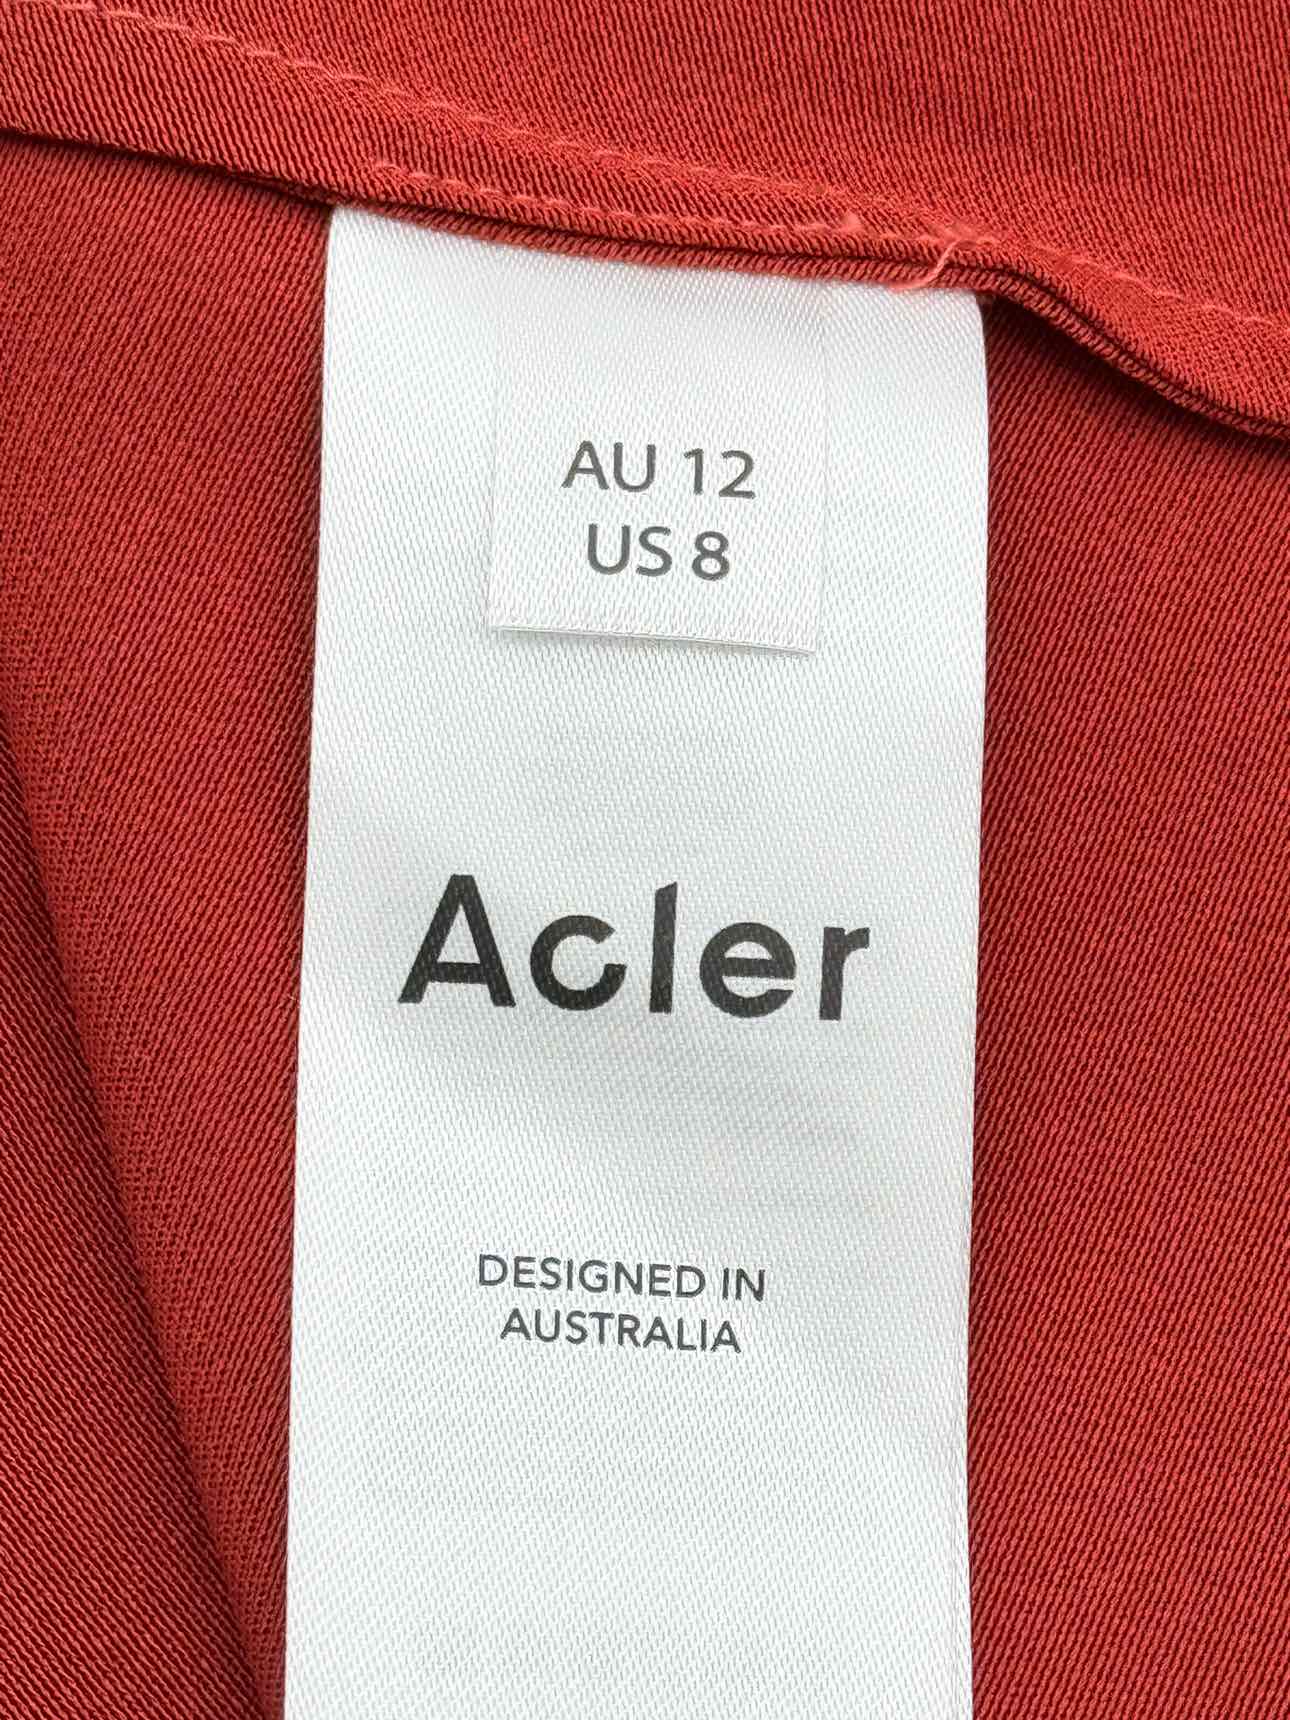 AU 12
US 8
Acler
DESIGNED IN
AUSTRALIA